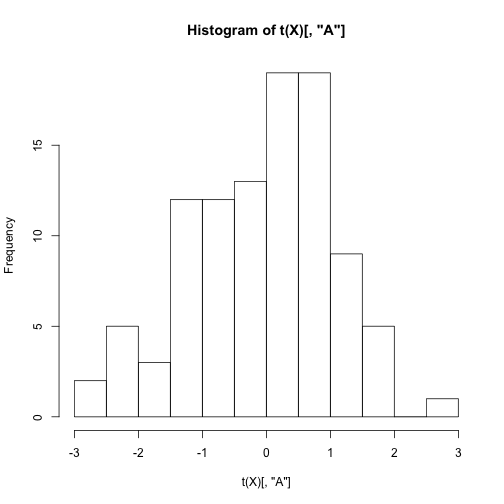 Histogram of t(X)[, "A"]
Frequency
15
10
5
0
-3 -2 -1 0 1 2 3
t(X)[, "A"]